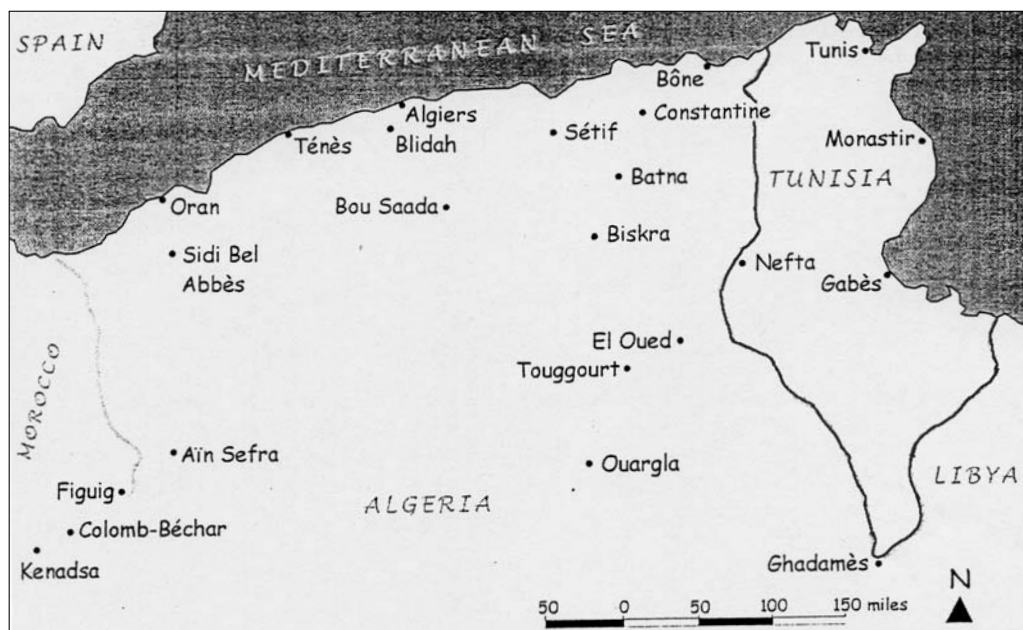 SPAIN
MEDITERRANEAN SEA
Tunis
Bône
Algiers
Constantine
Ténès
Blidah
Sétif
Monastir
Batna
TUNISIA
Oran
Bou Saada
Biskra
Sidi Bel
Abbès
Nefta
Gabès
El Oued
Touggourt
MOROCCO
Aïn Sefra
Ouargla
LIBYA
Figuig
ALGERIA
Colomb-Béchar
Kenadsa
Ghadamès
N
50 0 50 100 150 miles